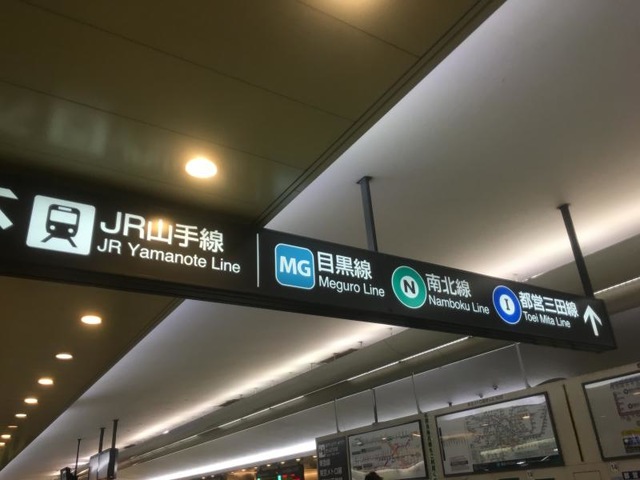 JR山手線
JR Yamanote Line
MG
目黒線
Meguro Line
N
南北線
Namboku Line
I
都営三田線
Toei Mita Line